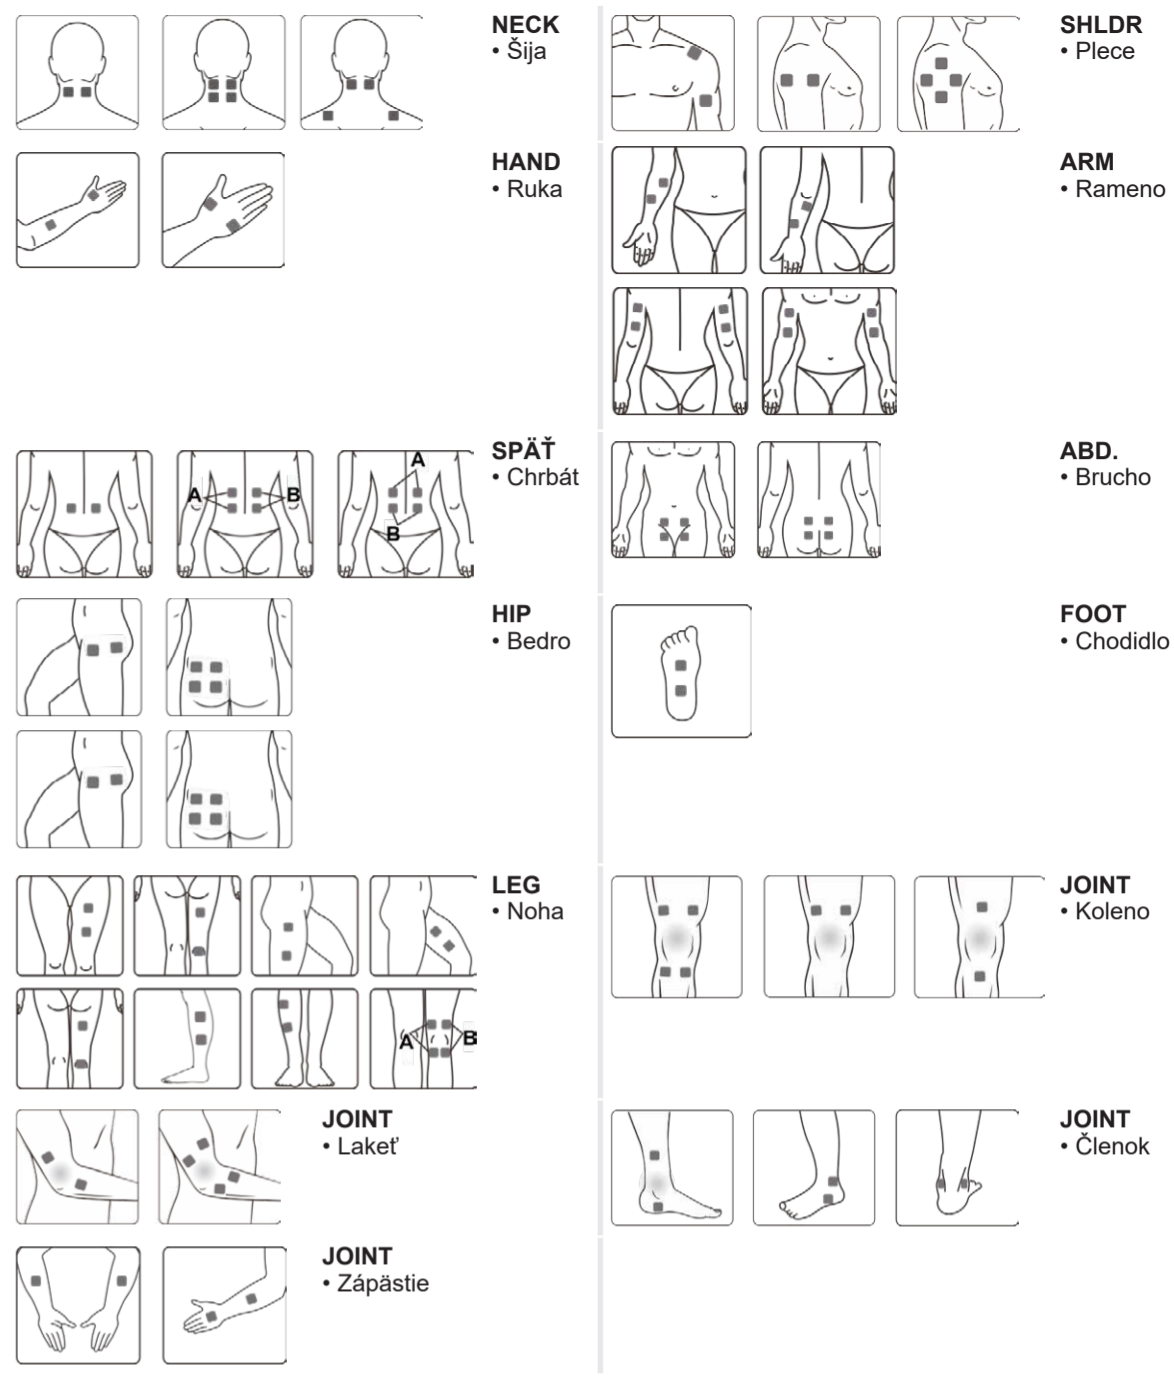 NECK
• Šija
SHLDR
• Plece
HAND
• Ruka
ARM
• Rameno
SPÄŤ
• Chrbát
A
B
A
B
ABD.
• Brucho
HIP
• Bedro
FOOT
• Chodidlo
LEG
• Noha
A
B
JOINT
• Koleno
JOINT
• Lakeť
JOINT
• Členok
JOINT
• Zápästie